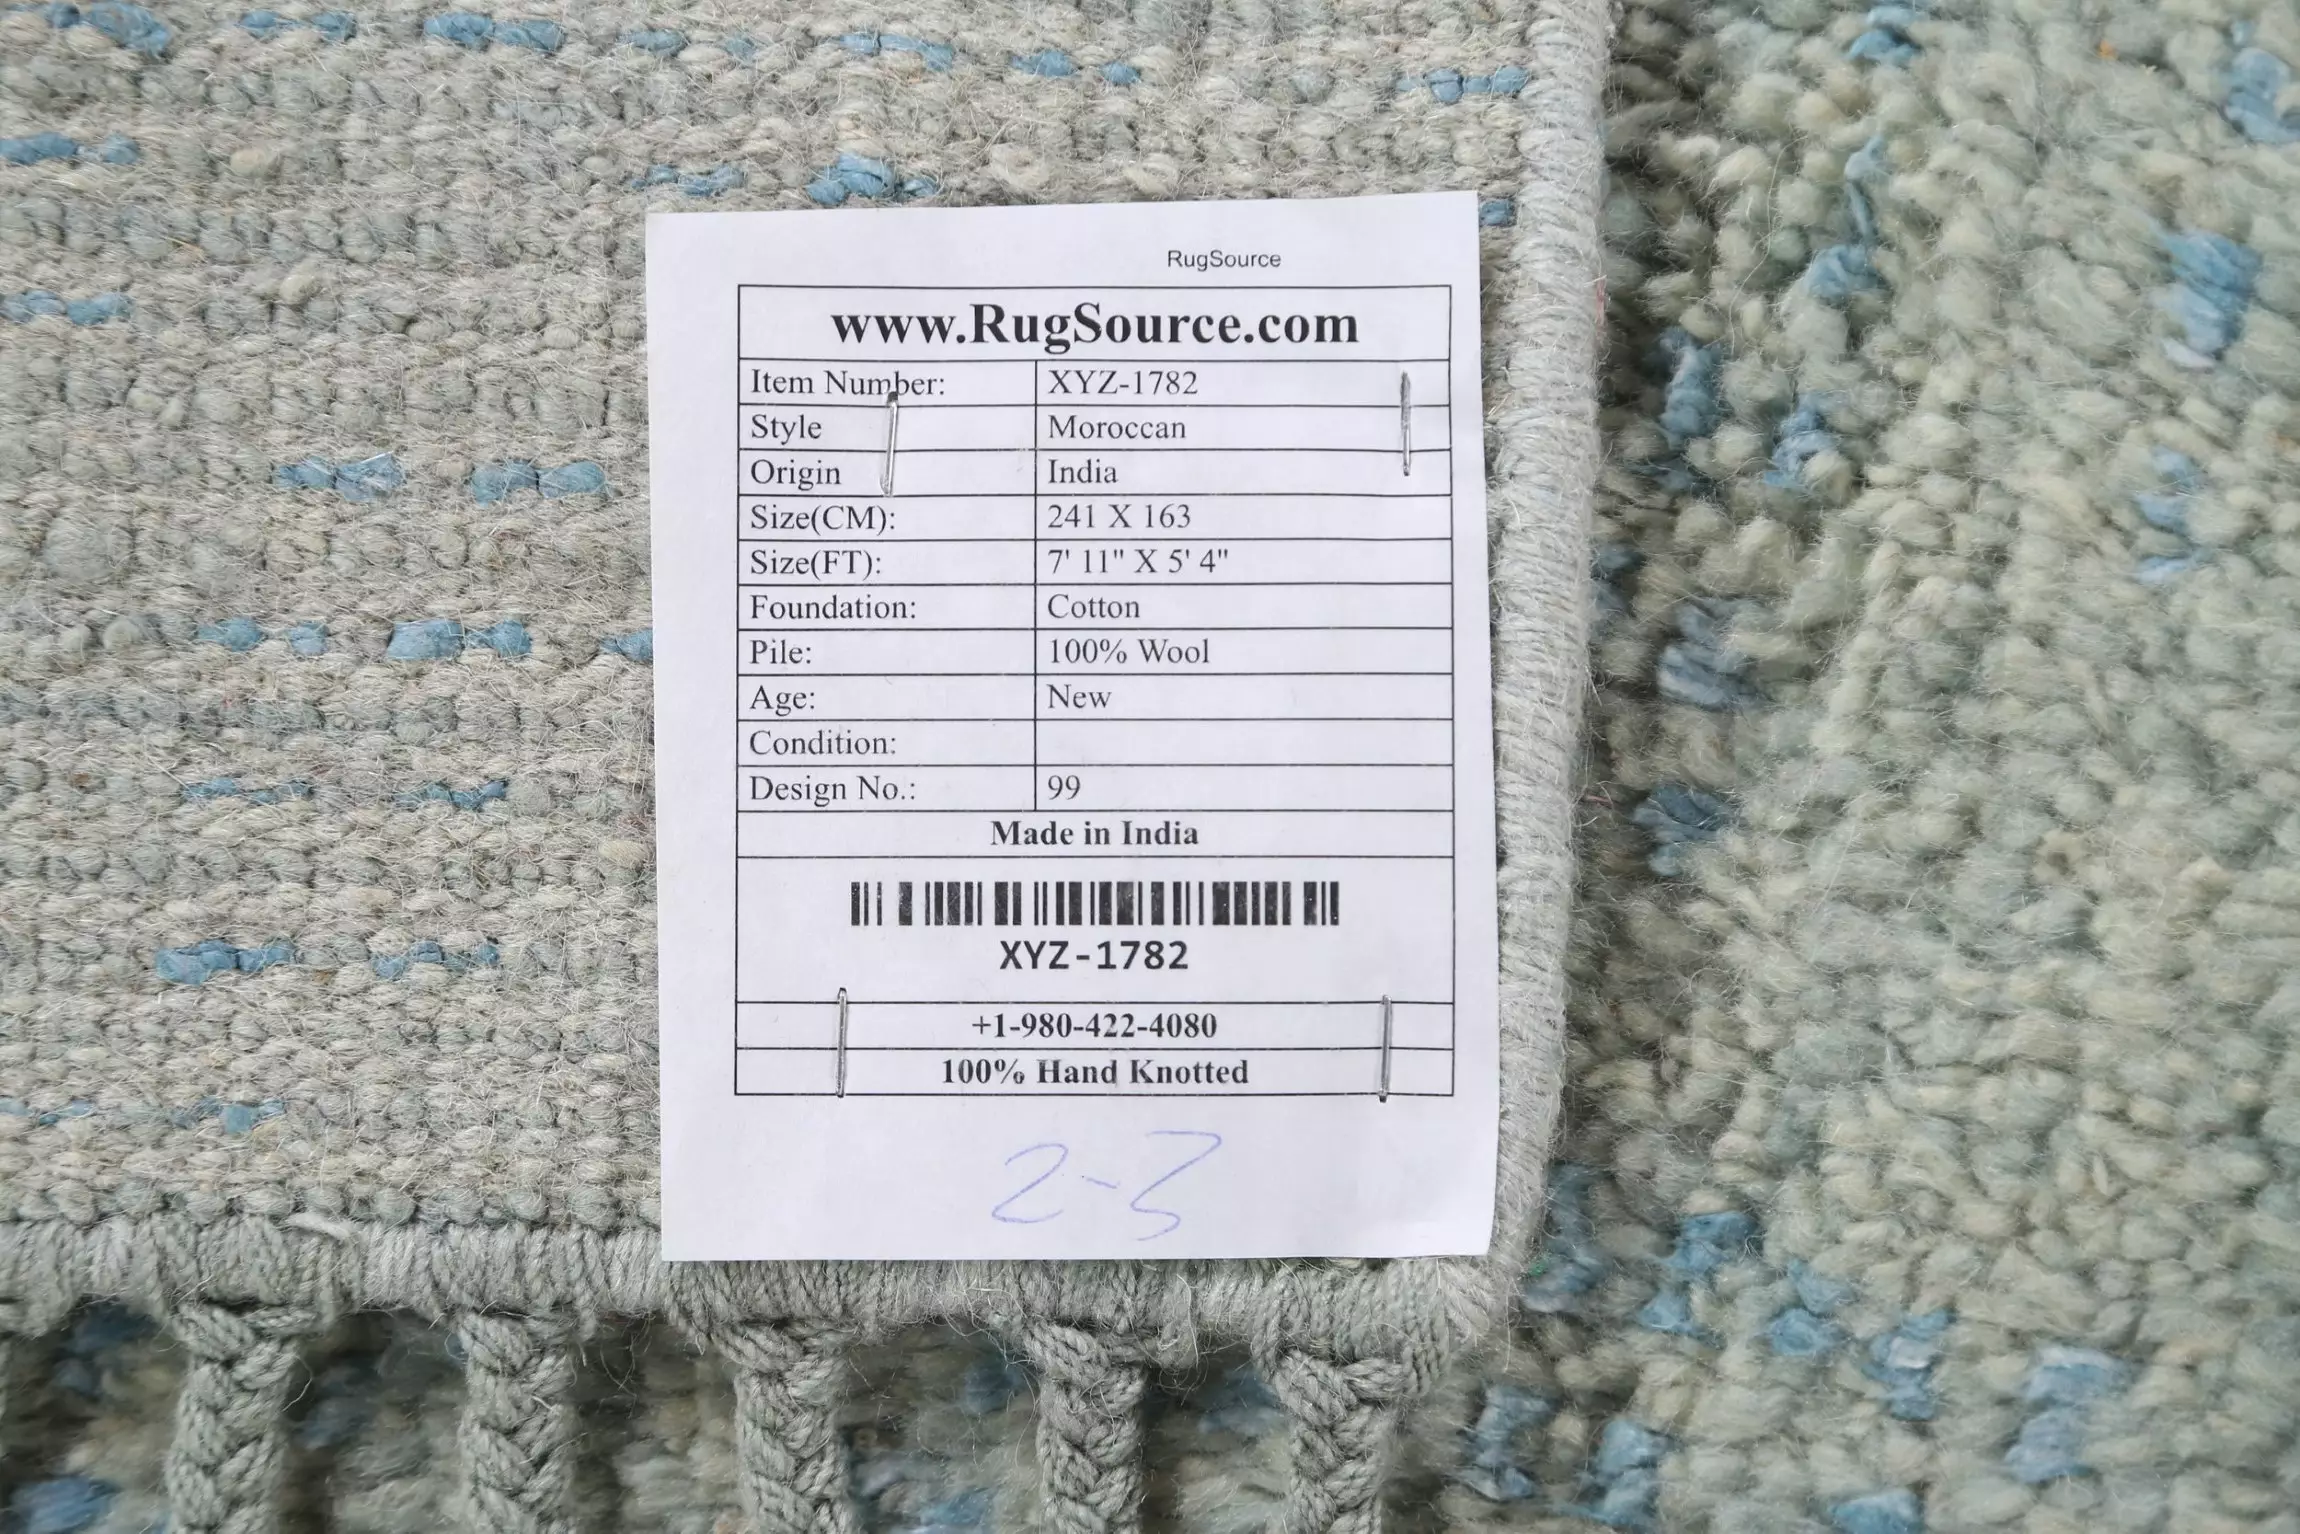 RugSource
www.RugSource.com
Item Number: XYZ-1782
Style Moroccan
Origin India
Size(CM): 241 X 163
Size(FT): 7' 11" X 5' 4"
Foundation: Cotton
Pile: 100% Wool
Age: New
Condition:
Design No.: 99
Made in India
XYZ-1782
+1-980-422-4080
100% Hand Knotted
2-3